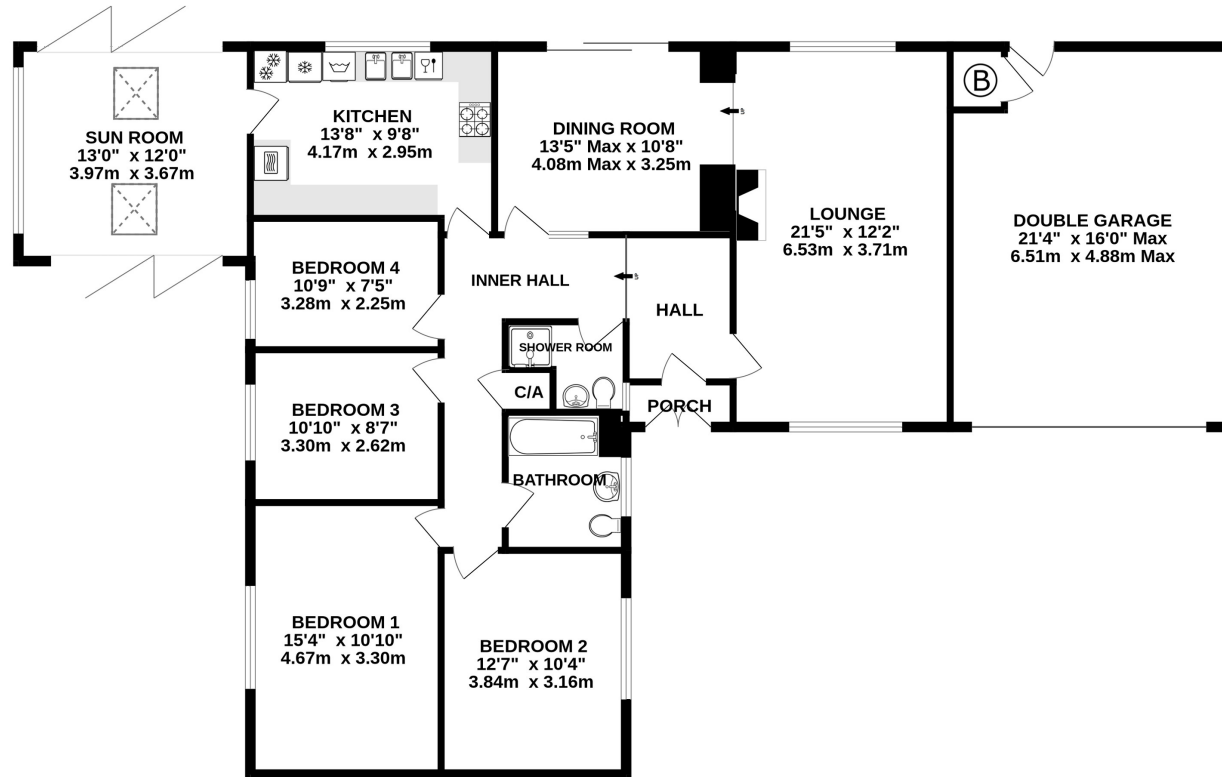 SUN ROOM
13'0" x 12'0"
3.97m x 3.67m
KITCHEN
13'8" x 9'8"
4.17m x 2.95m
DINING ROOM
13'5" Max x 10'8"
4.08m Max x 3.25m
LOUNGE
21'5" x 12'2"
6.53m x 3.71m
B
DOUBLE GARAGE
21'4" x 16'0" Max
6.51m x 4.88m Max
BEDROOM 4
10'9" x 7'5"
3.28m x 2.25m
INNER HALL
HALL
SHOWER ROOM
C/A
PORCH
BEDROOM 3
10'10" x 8'7"
3.30m x 2.62m
BATHROOM
BEDROOM 1
15'4" x 10'10"
4.67m x 3.30m
BEDROOM 2
12'7" x 10'4"
3.84m x 3.16m